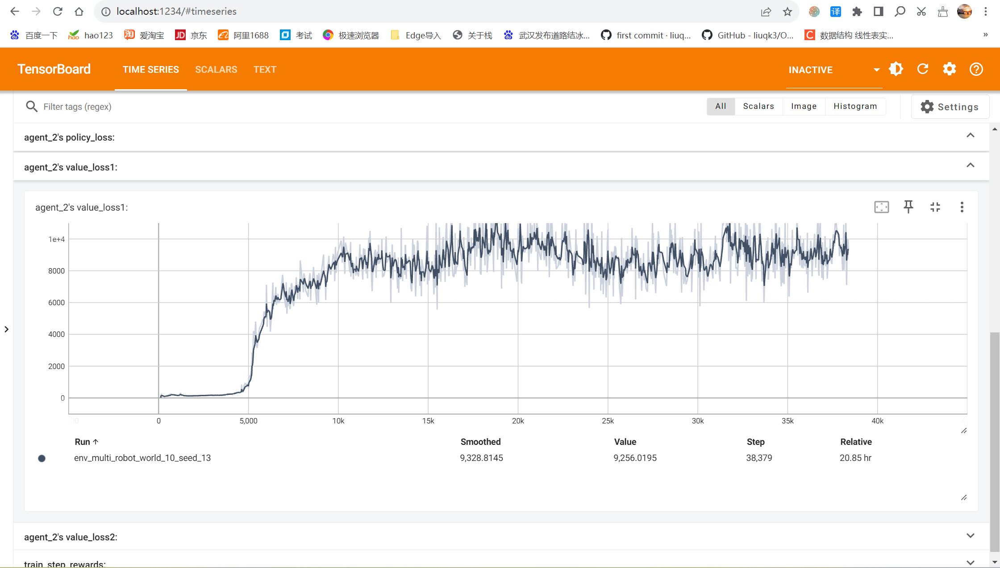 localhost:1234/#timeseries
译
百度一下 hao123 爱淘宝 京东 阿里1688 考试 极速浏览器 Edge导入 关于栈 武汉发布道路结冰... first commit · liuq... GitHub - liuqk3/O... 数据结构 线性表实... »
TensorBoard TIME SERIES SCALARS TEXT INACTIVE
Filter tags (regex) All Scalars Image Histogram Settings
agent_2's policy_loss:
agent_2's value_loss1:
agent_2's value_loss1:
1e+4
8000
6000
4000
2000
0
0 5,000 10k 15k 20k 25k 30k 35k 40k
Run ↑ Smoothed Value Step Relative
env_multi_robot_world_10_seed_13 9,328.8145 9,256.0195 38,379 20.85 hr
agent_2's value_loss2:
train_step_rewards: